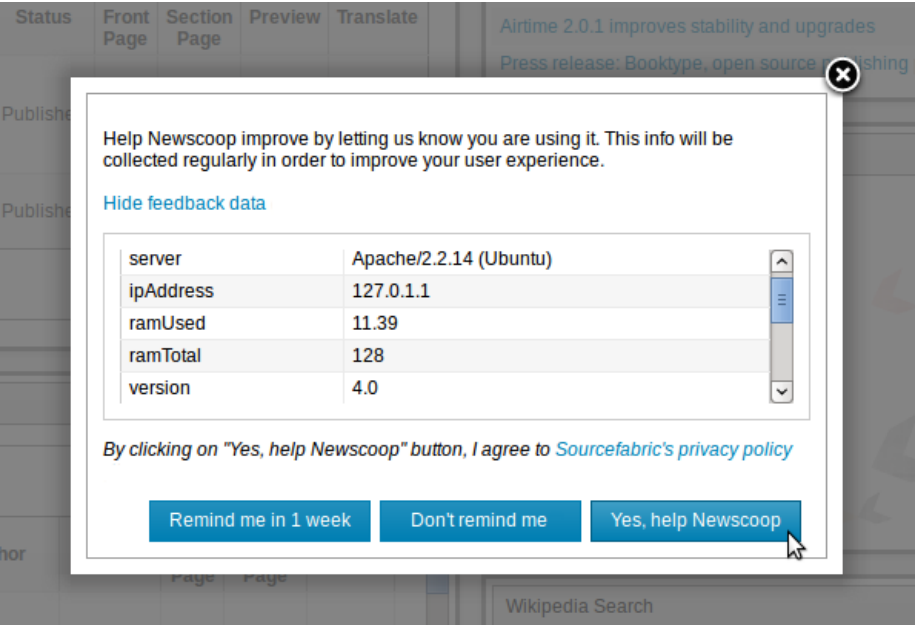 Status Front Section Preview Translate
Page Page
Airtime 2.0.1 improves stability and upgrades
Press release: Booktype, open source
Help Newscoop improve by letting us know you are using it. This info will be
collected regularly in order to improve your user experience.
Hide feedback data
server Apache/2.2.14 (Ubuntu)
ipAddress 127.0.1.1
ramUsed 11.39
ramTotal 128
version 4.0
By clicking on "Yes, help Newscoop" button, I agree to Sourcefabric's privacy policy
Remind me in 1 week Don't remind me Yes, help Newscoop
Page Page
Wikipedia Search